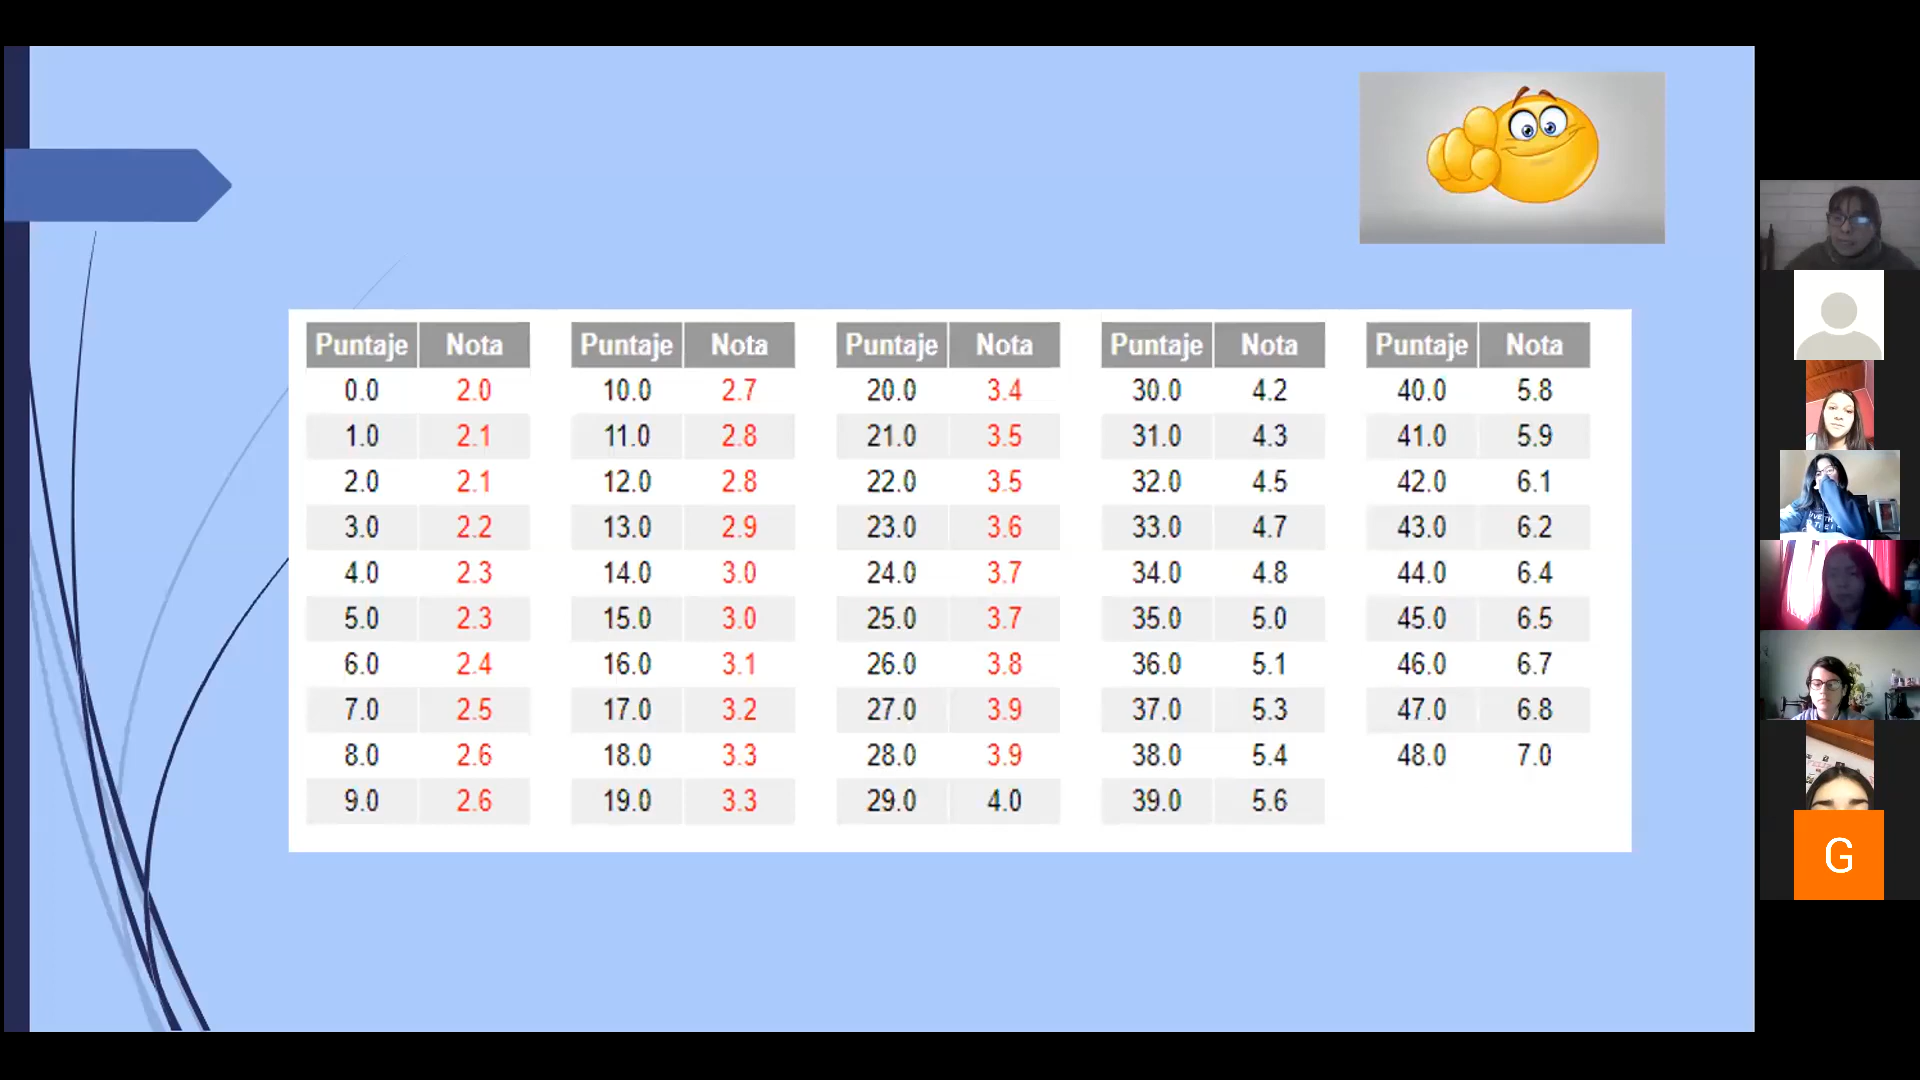 Puntaje Nota Puntaje Nota Puntaje Nota Puntaje Nota Puntaje Nota
0.0 2.0 10.0 2.7 20.0 3.4 30.0 4.2 40.0 5.8
1.0 2.1 11.0 2.8 21.0 3.5 31.0 4.3 41.0 5.9
2.0 2.1 12.0 2.8 22.0 3.5 32.0 4.5 42.0 6.1
3.0 2.2 13.0 2.9 23.0 3.6 33.0 4.7 43.0 6.2
4.0 2.3 14.0 3.0 24.0 3.7 34.0 4.8 44.0 6.4
5.0 2.3 15.0 3.0 25.0 3.7 35.0 5.0 45.0 6.5
6.0 2.4 16.0 3.1 26.0 3.8 36.0 5.1 46.0 6.7
7.0 2.5 17.0 3.2 27.0 3.9 37.0 5.3 47.0 6.8
8.0 2.6 18.0 3.3 28.0 3.9 38.0 5.4 48.0 7.0
9.0 2.6 19.0 3.3 29.0 4.0 39.0 5.6
G